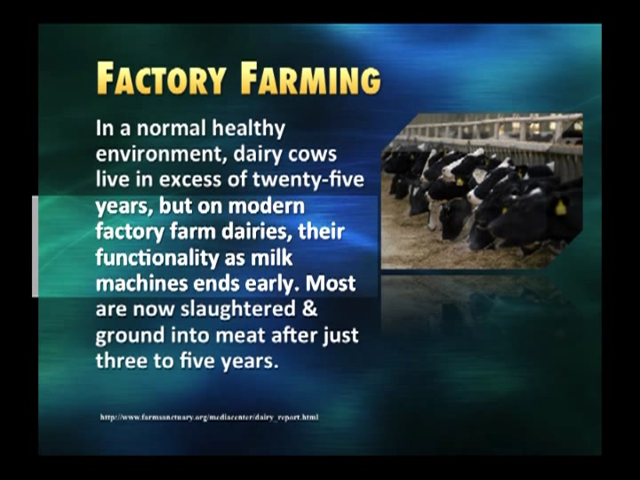 FACTORY FARMING
In a normal healthy
environment, dairy cows
live in excess of twenty-five
years, but on modern
factory farm dairies, their
functionality as milk
machines ends early. Most
are now slaughtered &
ground into meat after just
three to five years.
http://www.farmsanctuary.org/mediacenter/dairy_report.html